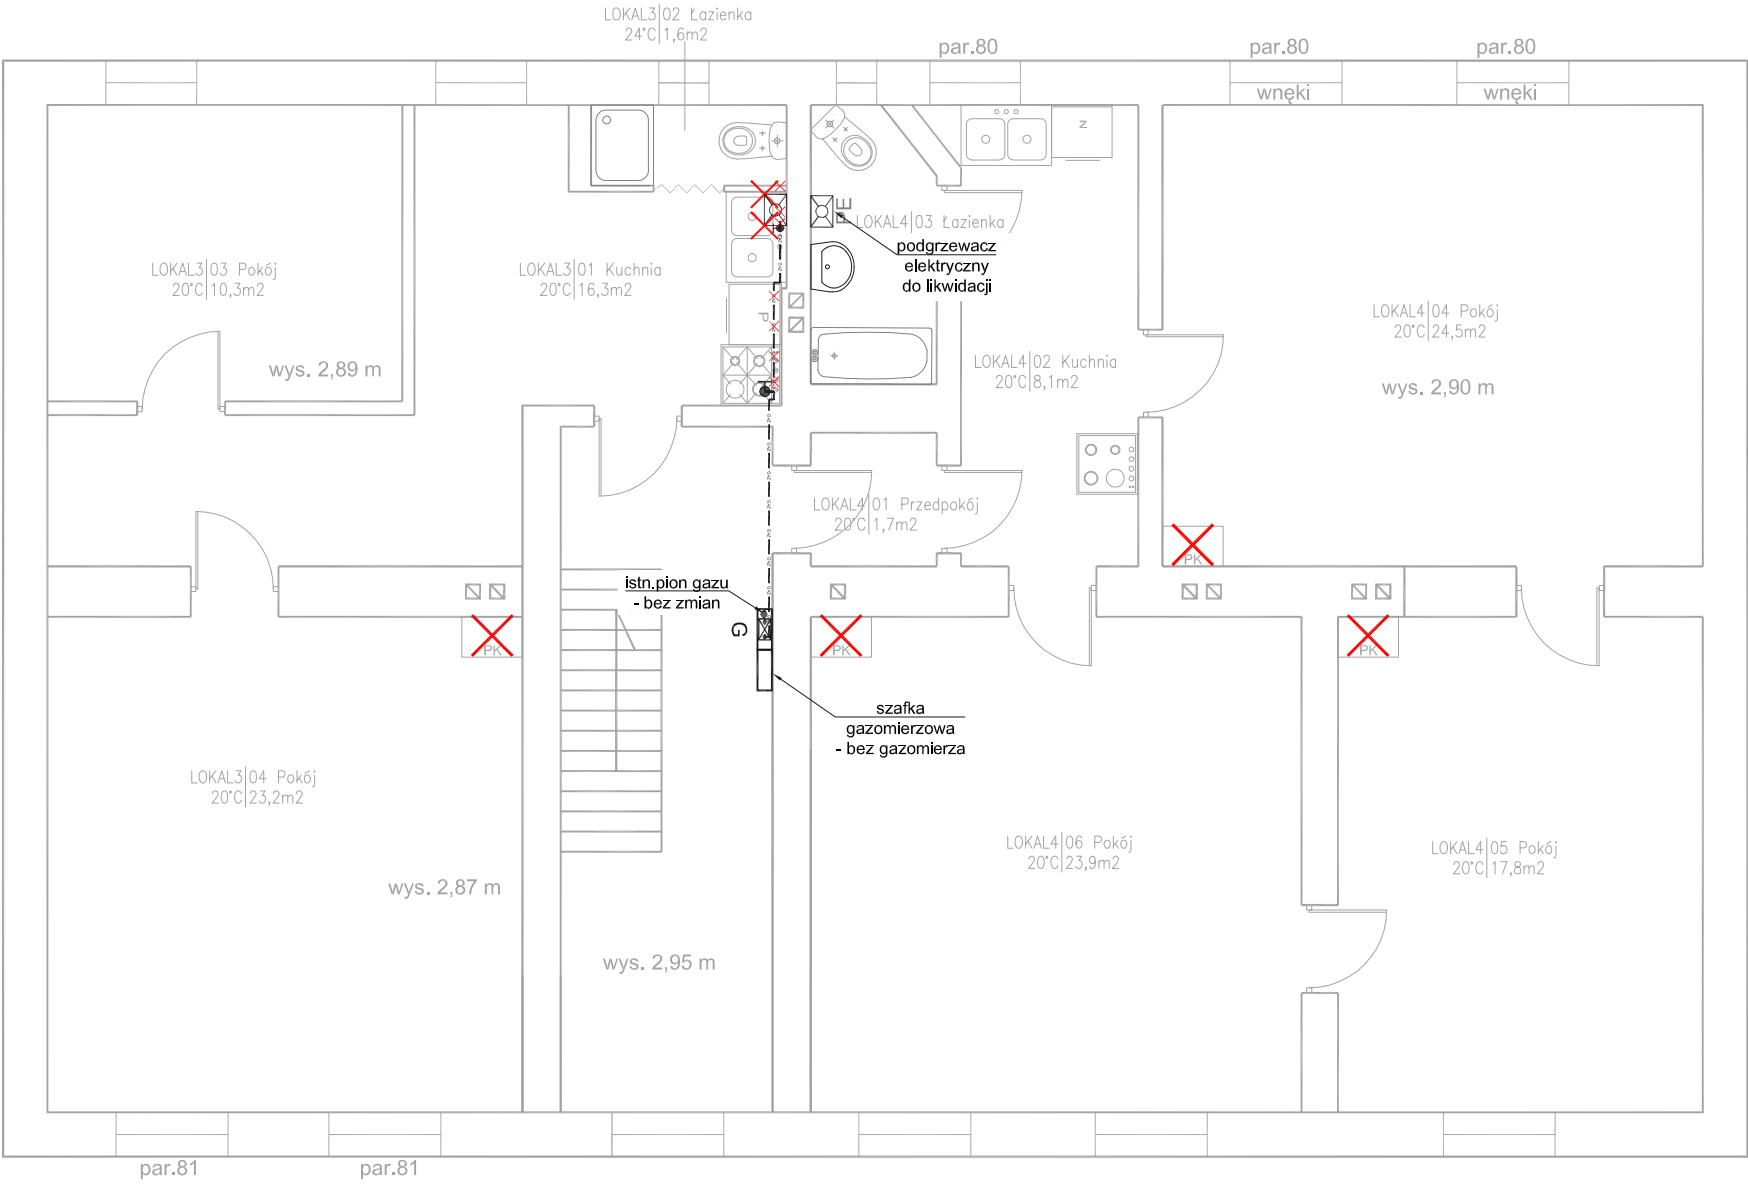 LOKAL3 02 Łazienka
24°C 1,6m2
par.80
par.80
par.80
wnęki
wnęki
Z
PE
LOKAL4 03 Łazienka
podgrzewacz
elektryczny
do likwidacji
LOKAL3 03 Pokój
20°C 10,3m2
LOKAL3 01 Kuchnia
20°C 16,3m2
P
LOKAL4 04 Pokój
20°C 24,5m2
wys. 2,89 m
LOKAL4 02 Kuchnia
20°C 8,1m2
wys. 2,90 m
LOKAL4 01 Przedpokój
20°C 1,7m2
PK
istn.pion gazu
- bez zmian
G
PK
PK
PK
szafka
gazomierzowa
- bez gazomierza
LOKAL3 04 Pokój
20°C 23,2m2
LOKAL4 06 Pokój
20°C 23,9m2
LOKAL4 05 Pokój
20°C 17,8m2
wys. 2,87 m
wys. 2,95 m
par.81
par.81